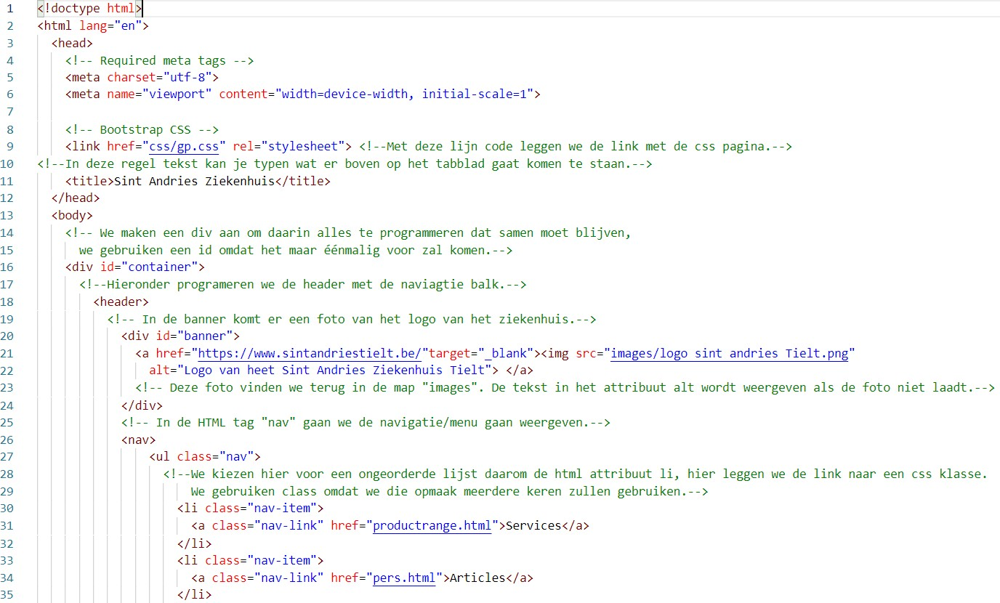 1 <!doctype html>
2 <html lang="en">
3 <head>
4 <!-- Required meta tags -->
5 <meta charset="utf-8">
6 <meta name="viewport" content="width=device-width, initial-scale=1">
7
8 <!-- Bootstrap CSS -->
9 <link href="css/gp.css" rel="stylesheet"> <!--Met deze lijn code leggen we de link met de css pagina.-->
10 <!--In deze regel tekst kan je typen wat er boven op het tabblad gaat komen te staan.-->
11 <title>Sint Andries Ziekenhuis</title>
12 </head>
13 <body>
14 <!-- We maken een div aan om daarin alles te programmeren dat samen moet blijven,
15 we gebruiken een id omdat het maar éénmalig voor zal komen.-->
16 <div id="container">
17 <!--Hieronder programeren we de header met de naviagtie balk.-->
18 <header>
19 <!-- In de banner komt er een foto van het logo van het ziekenhuis.-->
20 <div id="banner">
21 <a href="https://www.sintandriestielt.be/"target="_blank"><img src="images/logo sint andries Tielt.png"
22 alt="Logo van heet Sint Andries Ziekenhuis Tielt"> </a>
23 <!-- Deze foto vinden we terug in de map "images". De tekst in het attribuut alt wordt weergeven als de foto niet laadt.-->
24 </div>
25 <!-- In de HTML tag "nav" gaan we de navigatie/menu gaan weergeven.-->
26 <nav>
27 <ul class="nav">
28 <!--We kiezen hier voor een ongeorderde lijst daarom de html attribuut li, hier leggen we de link naar een css klasse.
29 We gebruiken class omdat we die opmaak meerdere keren zullen gebruiken.-->
30 <li class="nav-item">
31 <a class="nav-link" href="productrange.html">Services</a>
32 </li>
33 <li class="nav-item">
34 <a class="nav-link" href="pers.html">Articles</a>
35 </li>